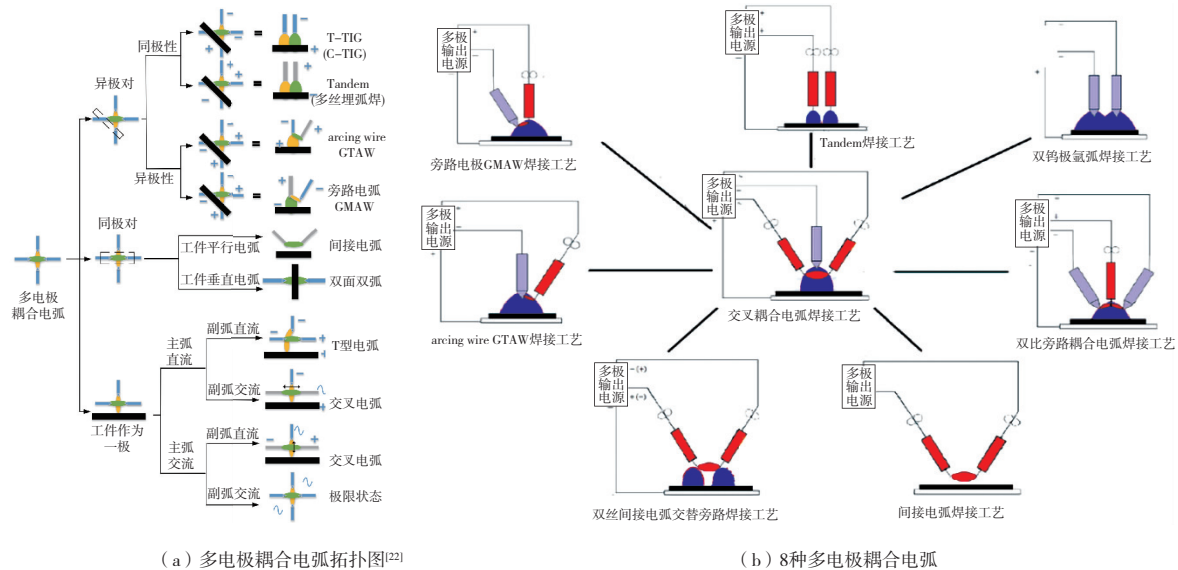 同极性
异极对
异极性
T-TIG
(C-TIG)
Tandem
(多丝埋弧焊)
arcing wire
GTAW
旁路电弧
GMAW
同极对
工件平行电弧
间接电弧
工件垂直电弧
双面双弧
多电极
耦合电弧
主弧
直流
副弧直流
T型电弧
副弧交流
交叉电弧
工件作为
一极
主弧
交流
副弧直流
交叉电弧
副弧交流
极限状态
(a)多电极耦合电弧拓扑图[22]
多极
输出
电源
旁路电极GMAW焊接工艺
多极
输出
电源
Tandem焊接工艺
双钨极氩弧焊接工艺
多极
输出
电源
arcing wire GTAW焊接工艺
多极
输出
电源
交叉耦合电弧焊接工艺
多极
输出
电源
双比旁路耦合电弧焊接工艺
多极
输出
电源
-(+)
+(-)
双丝间接电弧交替旁路焊接工艺
多极
输出
电源
间接电弧焊接工艺
(b)8种多电极耦合电弧